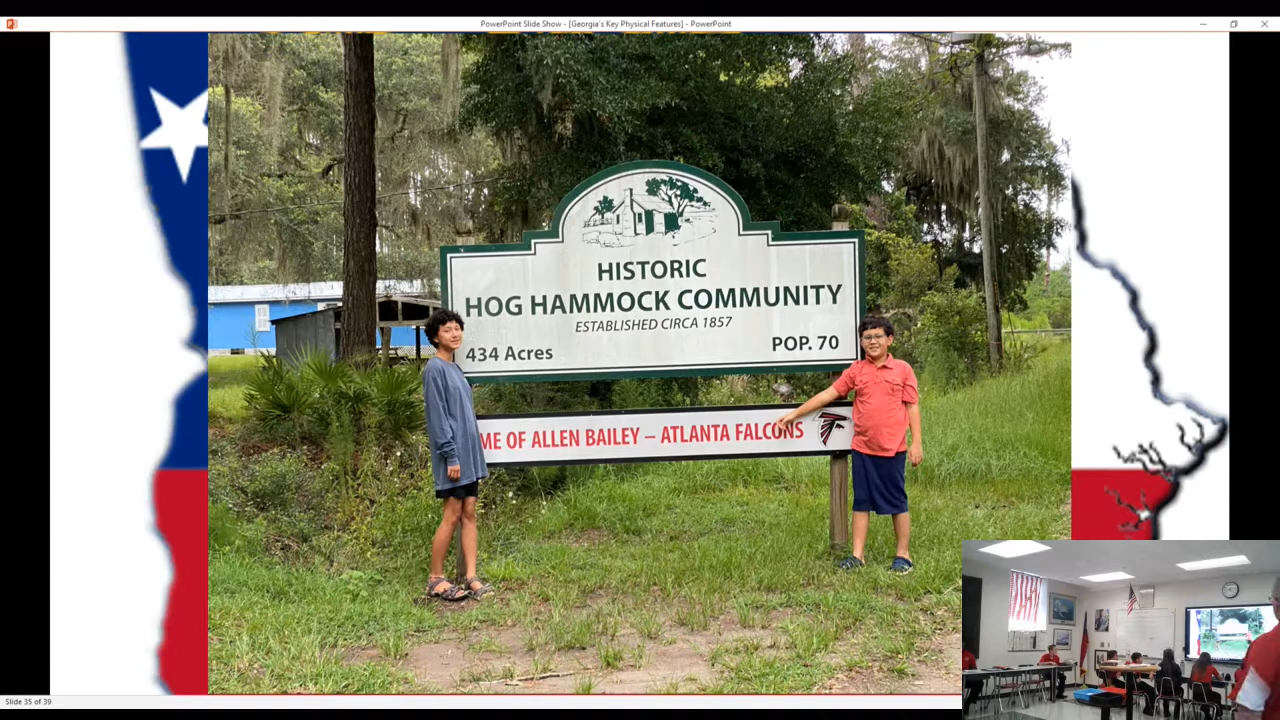 PowerPoint Slide Show - [Georgia's Key Physical Features] - PowerPoint
HISTORIC
HOG HAMMOCK COMMUNITY
ESTABLISHED CIRCA 1857
434 Acres
POP. 70
ME OF ALLEN BAILEY – ATLANTA FALCONS
Slide 35 of 39